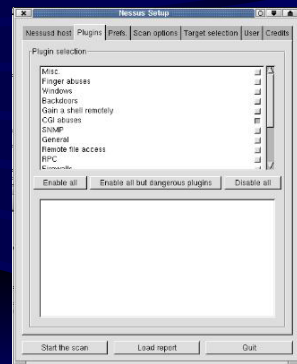 Nessus Setup
Nessusd host Plugins Prefs. Scan options Target selection User Credits
Plugin selection
Misc.
Finger abuses
Windows
Backdoors
Gain a shell remotely
CGI abuses
SNMP
General
Remote file access
RPC
Firewalls
Enable all Enable all but dangerous plugins Disable all
Start the scan Load report Quit